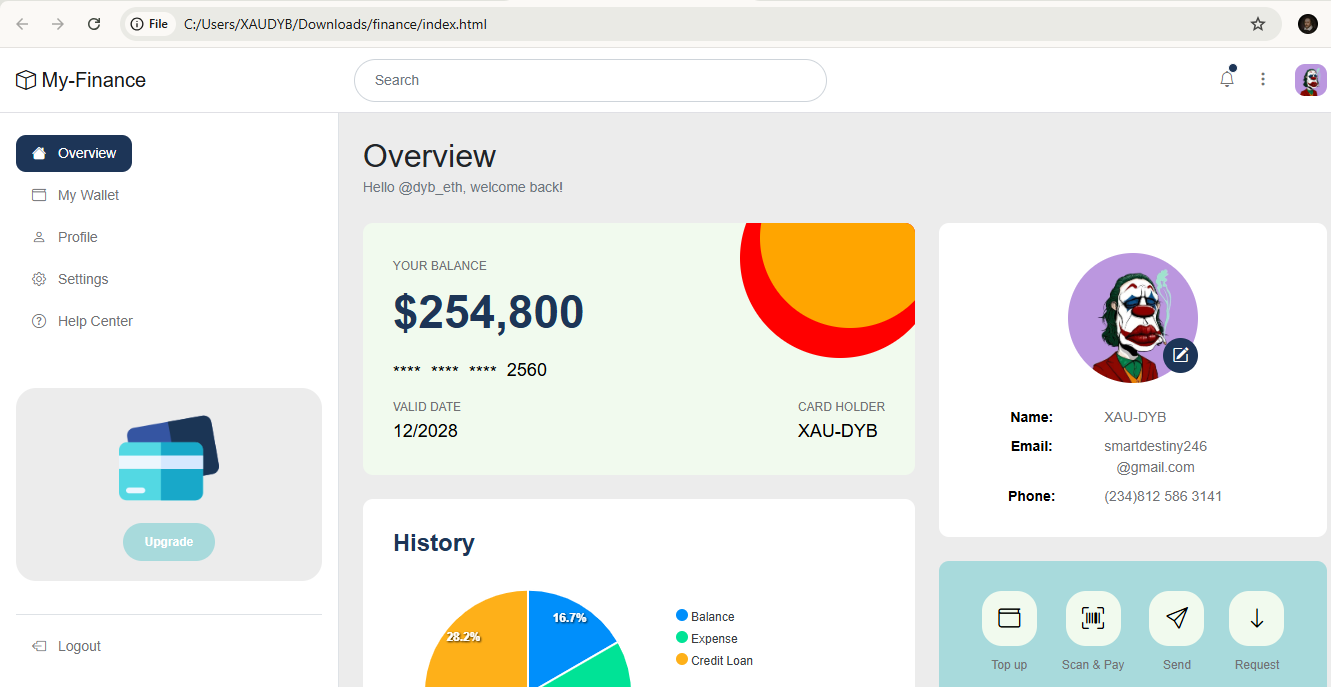 File C:/Users/XAUDYB/Downloads/finance/index.html
My-Finance
Search
Overview
My Wallet
Profile
Settings
Help Center
Upgrade
Logout
Overview
Hello @dyb_eth, welcome back!
YOUR BALANCE
$254,800
**** **** **** 2560
VALID DATE
12/2028
CARD HOLDER
XAU-DYB
History
16.7%
28.2%
Balance
Expense
Credit Loan
Name: XAU-DYB
Email: smartdestiny246
@gmail.com
Phone: (234)812 586 3141
Top up
Scan & Pay
Send
Request